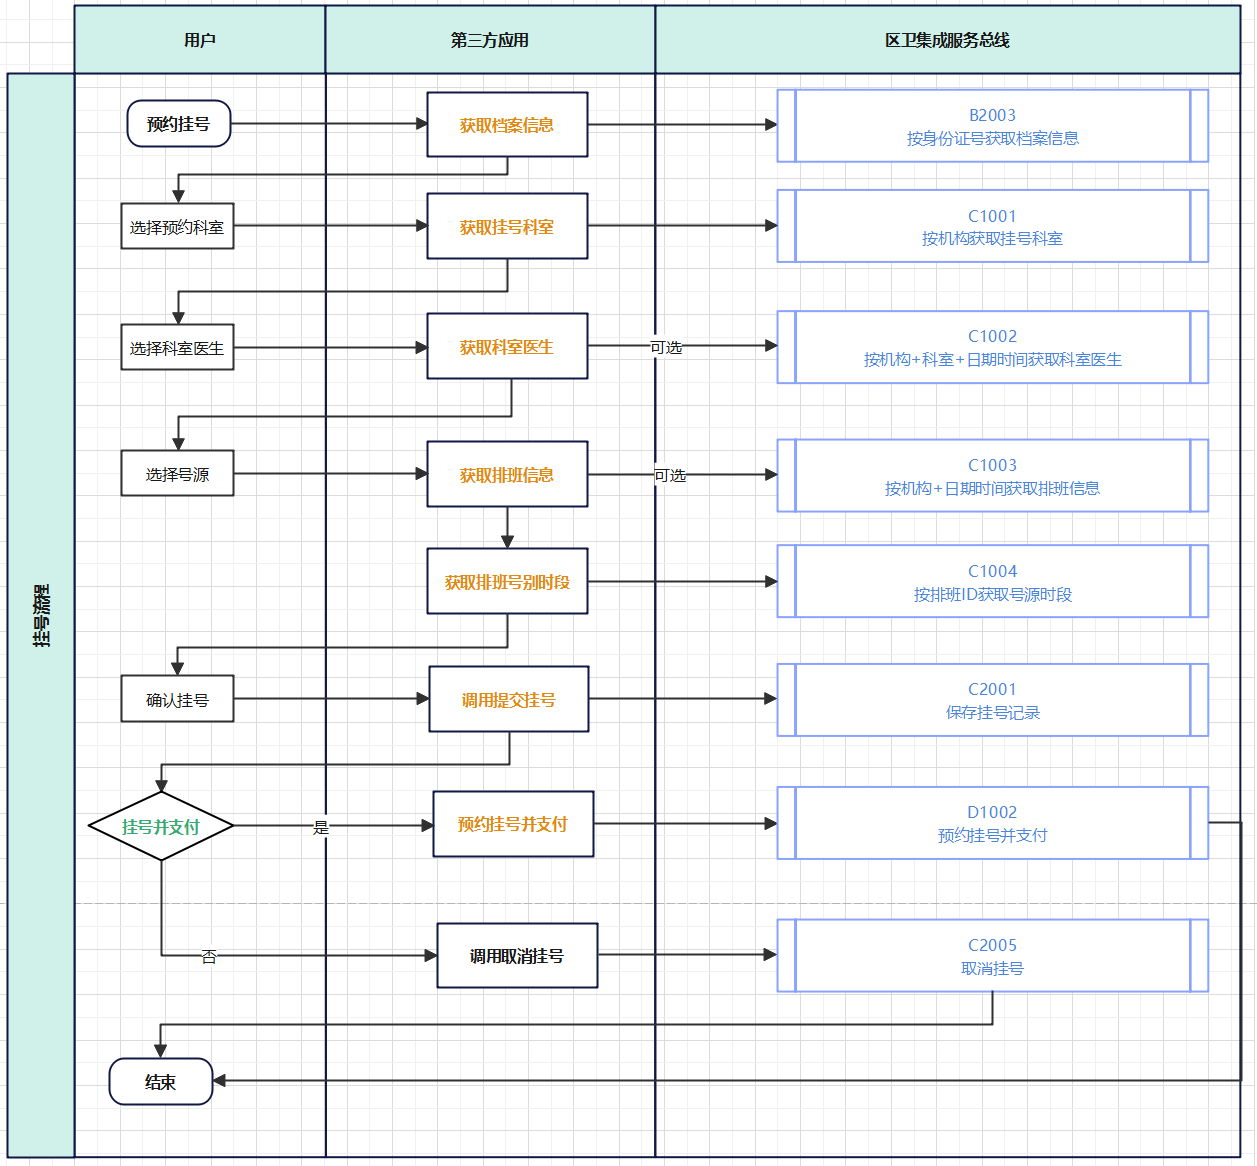 用户
第三方应用
区卫集成服务总线
挂号流程
预约挂号
获取档案信息
B2003
按身份证号获取档案信息
选择预约科室
获取挂号科室
C1001
按机构获取挂号科室
选择科室医生
获取科室医生
可选
C1002
按机构+科室+日期时间获取科室医生
选择号源
获取排班信息
可选
C1003
按机构+日期时间获取排班信息
获取排班号别时段
C1004
按排班ID获取号源时段
确认挂号
调用提交挂号
C2001
保存挂号记录
挂号并支付
是
预约挂号并支付
D1002
预约挂号并支付
否
调用取消挂号
C2005
取消挂号
结束